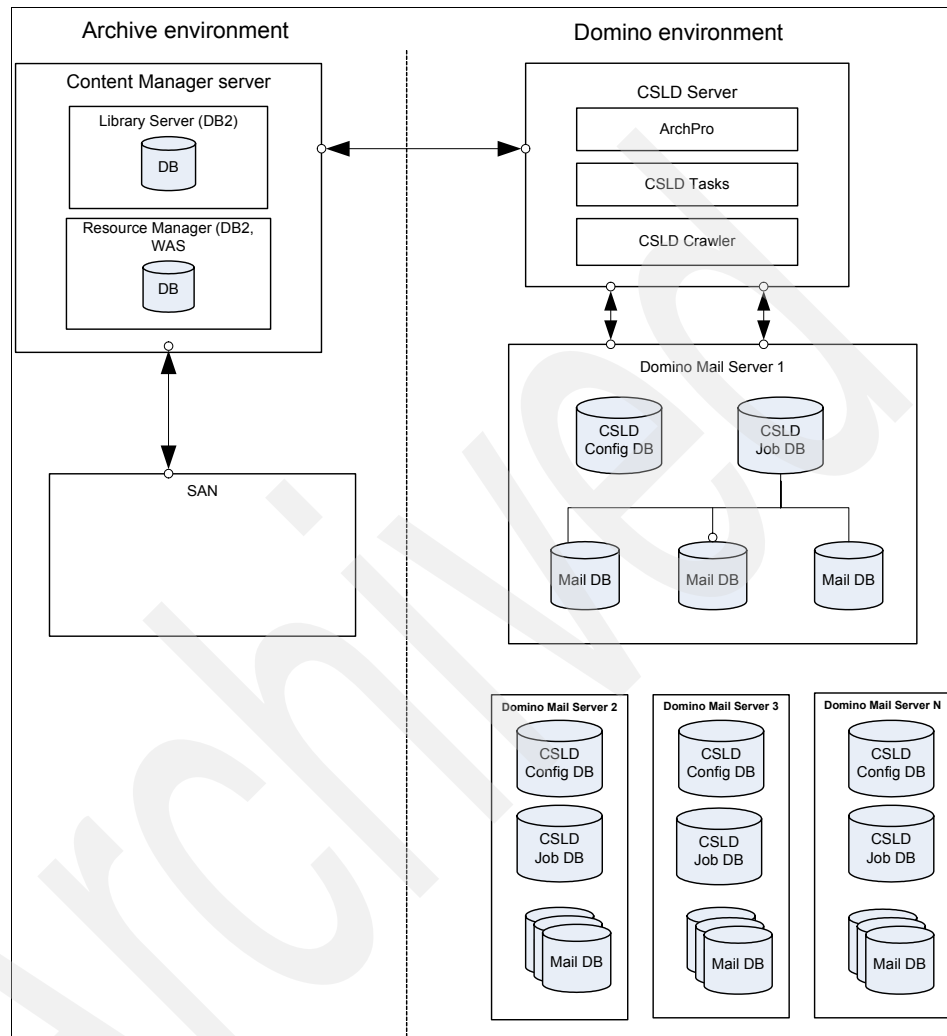 Archive environment
Domino environment
Content Manager server
Library Server (DB2)
DB
Resource Manager (DB2,
WAS
DB
SAN
CSLD Server
ArchPro
CSLD Tasks
CSLD Crawler
Domino Mail Server 1
CSLD
Config DB
CSLD
Job DB
Mail DB
Mail DB
Mail DB
Domino Mail Server 2
CSLD
Config DB
CSLD
Job DB
Mail DB
Domino Mail Server 3
CSLD
Config DB
CSLD
Job DB
Mail DB
Domino Mail Server N
CSLD
Config DB
CSLD
Job DB
Mail DB
Archived